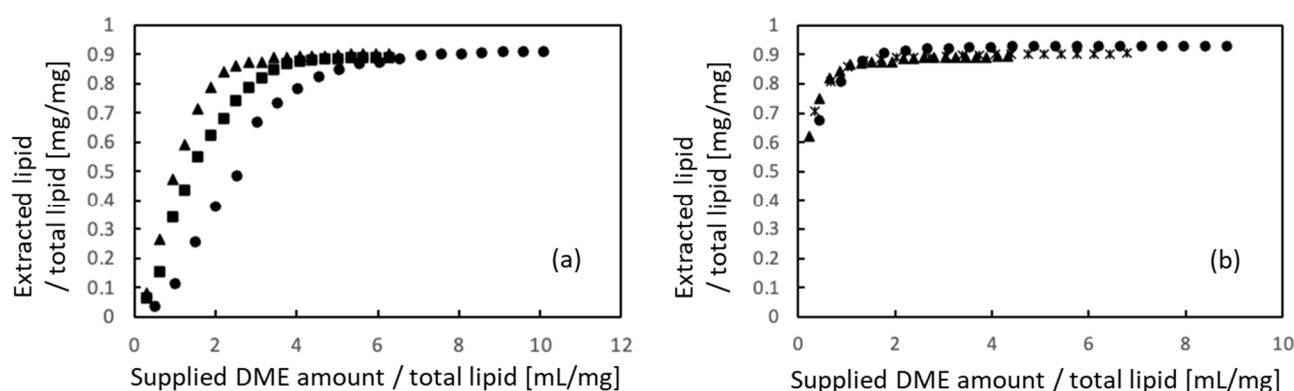 Extracted lipid
/ total lipid [mg/mg]
1
0.9
0.8
0.7
0.6
0.5
0.4
0.3
0.2
0.1
0
(a)
0 2 4 6 8 10 12
Supplied DME amount / total lipid [mL/mg]
Extracted lipid
/ total lipid [mg/mg]
1
0.9
0.8
0.7
0.6
0.5
0.4
0.3
0.2
0.1
0
(b)
0 2 4 6 8 10
Supplied DME amount / total lipid [mL/mg]